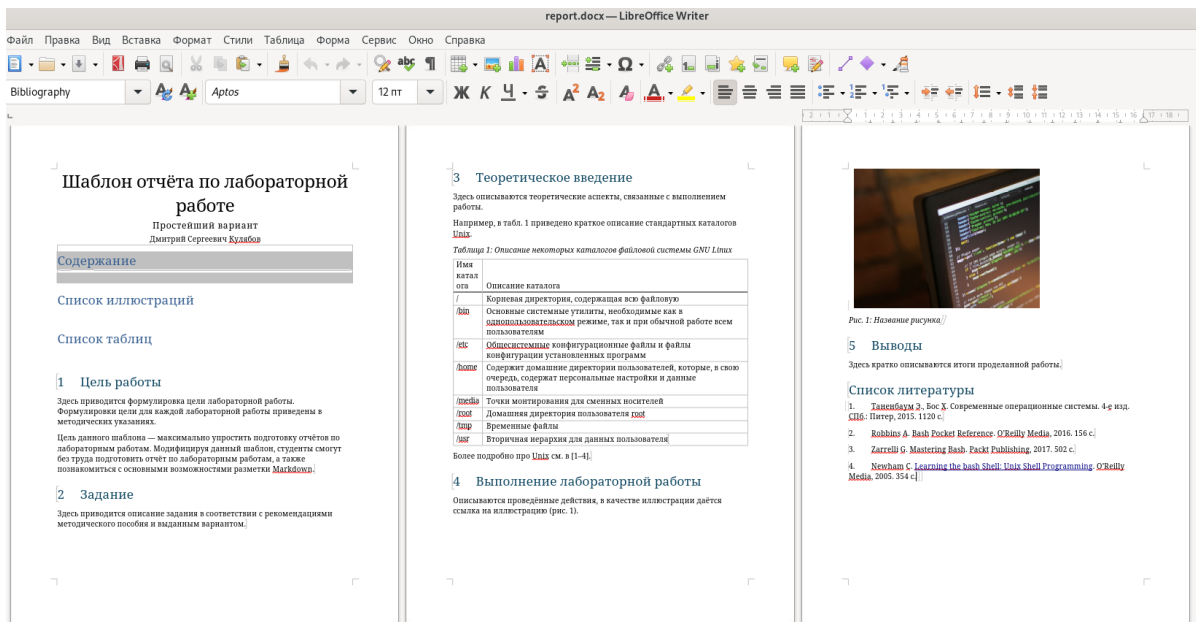 report.docx — LibreOffice Writer
Файл Правка Вид Вставка Формат Стили Таблица Форма Сервис Окно Справка
Bibliography
Aptos
12 пт
Шаблон отчёта по лабораторной
работе
Простейший вариант
Дмитрий Сергеевич Кулябов
Содержание
Список иллюстраций
Список таблиц
1 Цель работы
Здесь приводится формулировка цели лабораторной работы.
Формулировки цели для каждой лабораторной работы приведены в
методических указаниях.
Цель данного шаблона — максимально упростить подготовку отчётов по
лабораторным работам. Модифицируя данный шаблон, студенты смогут
без труда подготовить отчёт по лабораторным работам, а также
познакомиться с основными возможностями разметки Markdown.
2 Задание
Здесь приводится описание задания в соответствии с рекомендациями
методического пособия и выданным вариантом.
3 Теоретическое введение
Здесь описываются теоретические аспекты, связанные с выполнением
работы.
Например, в табл. 1 приведено краткое описание стандартных каталогов
Unix.
Таблица 1: Описание некоторых каталогов файловой системы GNU Linux
Имя
катал
ога Описание каталога
/ Корневая директория, содержащая всю файловую
/bin Основные системные утилиты, необходимые как в
однопользовательском режиме, так и при обычной работе всем
пользователям
/etc Общесистемные конфигурационные файлы и файлы
конфигурации установленных программ
/home Содержит домашние директории пользователей, которые, в свою
очередь, содержат персональные настройки и данные
пользователя
/media Точки монтирования для сменных носителей
/root Домашняя директория пользователя root
/tmp Временные файлы
/usr Вторичная иерархия для данных пользователя
Более подробно про Unix см. в [1–4].
4 Выполнение лабораторной работы
Описываются проведённые действия, в качестве иллюстрации даётся
ссылка на иллюстрацию (рис. 1).
Рис. 1: Название рисунка
5 Выводы
Здесь кратко описываются итоги проделанной работы.
Список литературы
1. Таненбаум Э., Бос Х. Современные операционные системы. 4-е изд.
СПб.: Питер, 2015. 1120 с.
2. Robbins A. Bash Pocket Reference. O'Reilly Media, 2016. 156 с.
3. Zarrelli G. Mastering Bash. Packt Publishing, 2017. 502 с.
4. Newham C. Learning the bash Shell: Unix Shell Programming. O'Reilly
Media, 2005. 354 с.